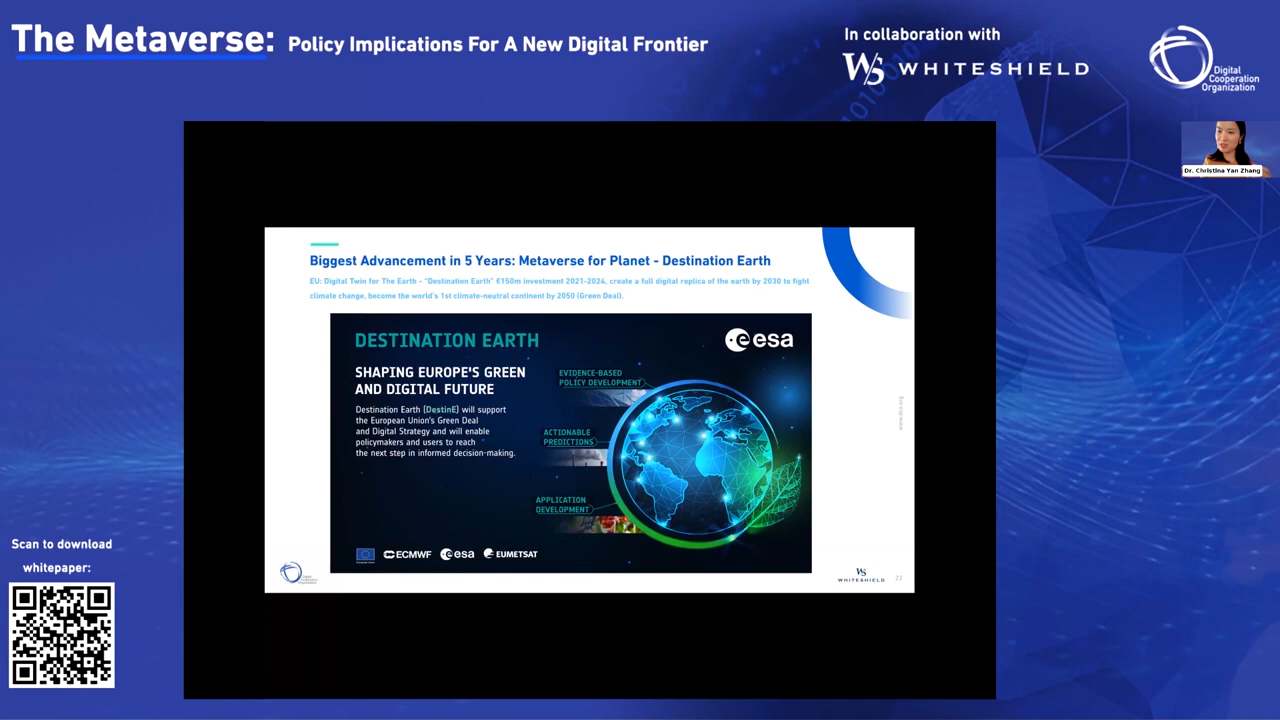 The Metaverse: Policy Implications For A New Digital Frontier
In collaboration with
WS WHITESHIELD
Digital
Cooperation
Organization
Dr. Christina Yan Zhang
Biggest Advancement in 5 Years: Metaverse for Planet - Destination Earth
EU: Digital Twin for The Earth - "Destination Earth" €150m investment 2021-2024, create a full digital replica of the earth by 2030 to fight
climate change, become the world's 1st climate-neutral continent by 2050 (Green Deal).
DESTINATION EARTH
esa
SHAPING EUROPE'S GREEN
AND DIGITAL FUTURE
Destination Earth (DestinE) will support
the European Union's Green Deal
and Digital Strategy and will enable
policymakers and users to reach
the next step in informed decision-making.
EVIDENCE-BASED
POLICY DEVELOPMENT
ACTIONABLE
PREDICTIONS
APPLICATION
DEVELOPMENT
ECMWF
esa
EUMETSAT
WS
WHITESHIELD
22
Scan to download
whitepaper: